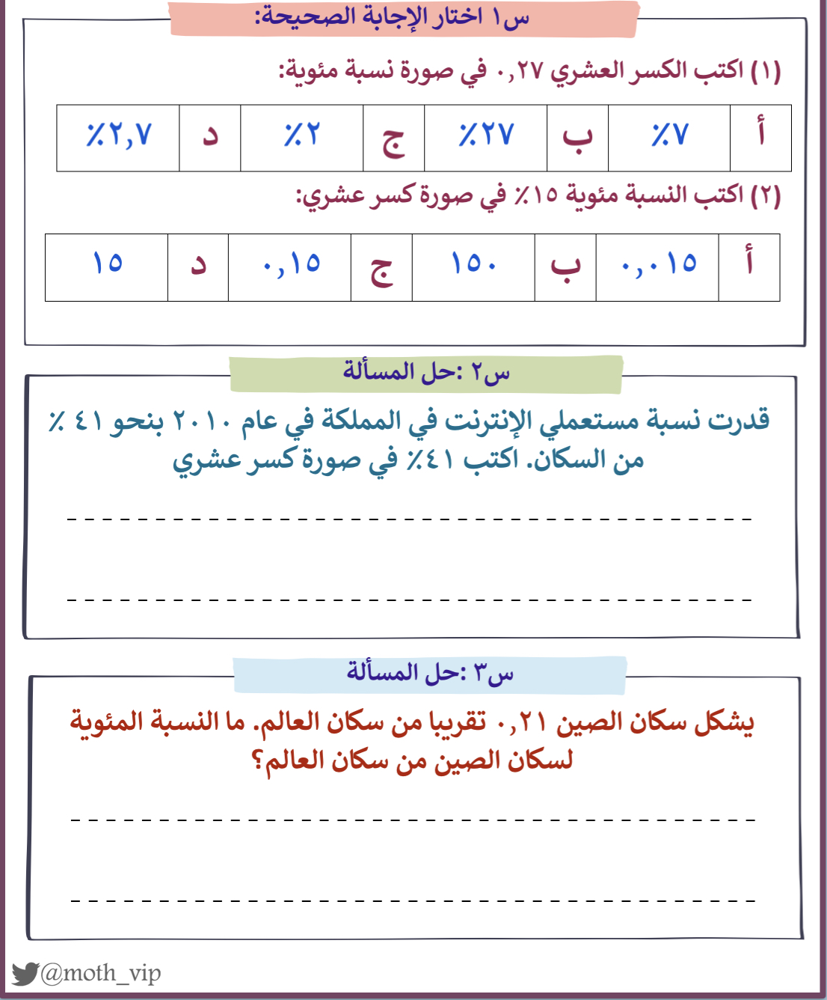 س١ اختار الإجابة الصحيحة:
(١) اكتب الكسر العشري ٠,٢٧ في صورة نسبة مئوية:
أ ٧٪ ب ٢٧٪ ج ٢٪ د ٢,٧٪
(٢) اكتب النسبة مئوية ١٥٪ في صورة كسر عشري:
أ ٠,٠١٥ ب ١٥٠ ج ٠,١٥ د ١٥
س٢ :حل المسألة
قدرت نسبة مستعملي الإنترنت في المملكة في عام ٢٠١٠ بنحو ٤١ ٪
من السكان. اكتب ٤١٪ في صورة كسر عشري
س٣ :حل المسألة
يشكل سكان الصين ٠,٢١ تقريبا من سكان العالم. ما النسبة المئوية
لسكان الصين من سكان العالم؟
@moth_vip